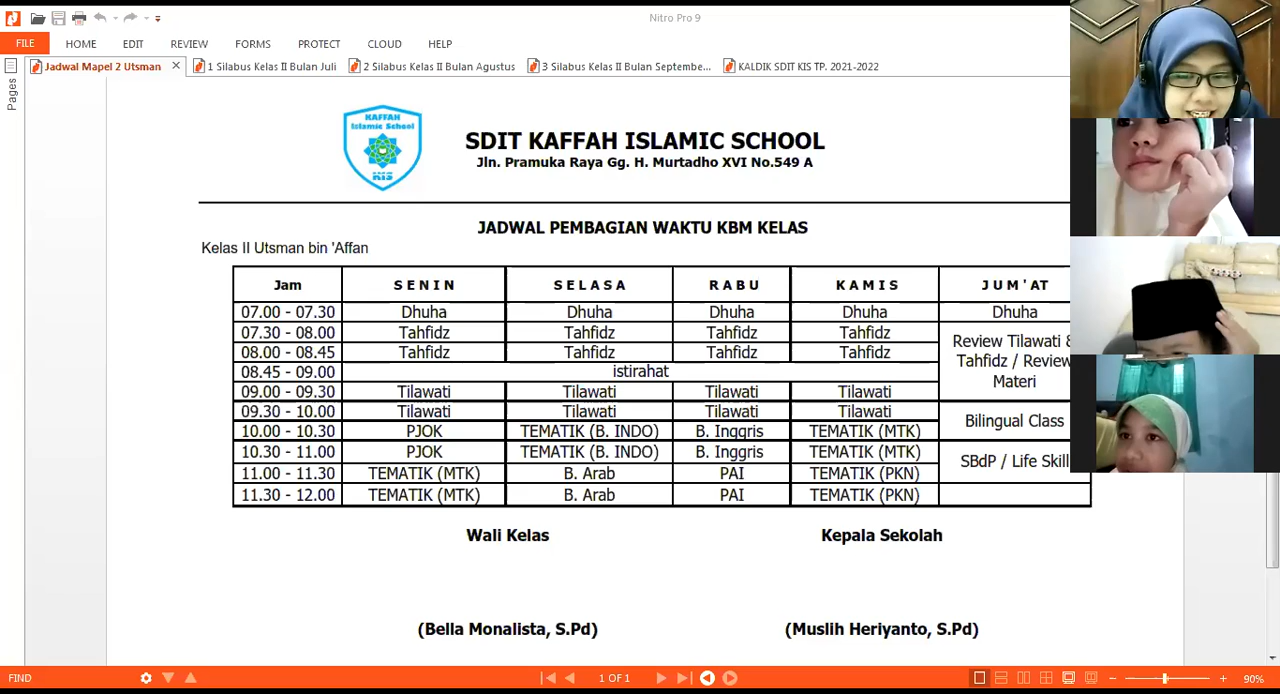 Nitro Pro 9
FILE HOME EDIT REVIEW FORMS PROTECT CLOUD HELP
Jadwal Mapel 2 Utsman × 1 Silabus Kelas II Bulan Juli 2 Silabus Kelas II Bulan Agustus 3 Silabus Kelas II Bulan Septembe... KALDIK SDIT KIS TP. 2021-2022
Pages
KAFFAH
Islamic School
KIS
SDIT KAFFAH ISLAMIC SCHOOL
Jln. Pramuka Raya Gg. H. Murtadho XVI No.549 A
JADWAL PEMBAGIAN WAKTU KBM KELAS
Kelas II Utsman bin 'Affan
Jam SENIN SELASA RABU KAMIS JUM'AT
07.00 - 07.30 Dhuha Dhuha Dhuha Dhuha Dhuha
07.30 - 08.00 Tahfidz Tahfidz Tahfidz Tahfidz
Review Tilawati &
08.00 - 08.45 Tahfidz Tahfidz Tahfidz Tahfidz
Tahfidz / Review
08.45 - 09.00 istirahat
Materi
09.00 - 09.30 Tilawati Tilawati Tilawati Tilawati
09.30 - 10.00 Tilawati Tilawati Tilawati Tilawati
Bilingual Class
10.00 - 10.30 PJOK TEMATIK (B. INDO) B. Inggris TEMATIK (MTK)
10.30 - 11.00 PJOK TEMATIK (B. INDO) B. Inggris TEMATIK (MTK)
SBdP / Life Skill
11.00 - 11.30 TEMATIK (MTK) B. Arab PAI TEMATIK (PKN)
11.30 - 12.00 TEMATIK (MTK) B. Arab PAI TEMATIK (PKN)
Wali Kelas Kepala Sekolah
(Bella Monalista, S.Pd) (Muslih Heriyanto, S.Pd)
FIND 1 OF 1 90%